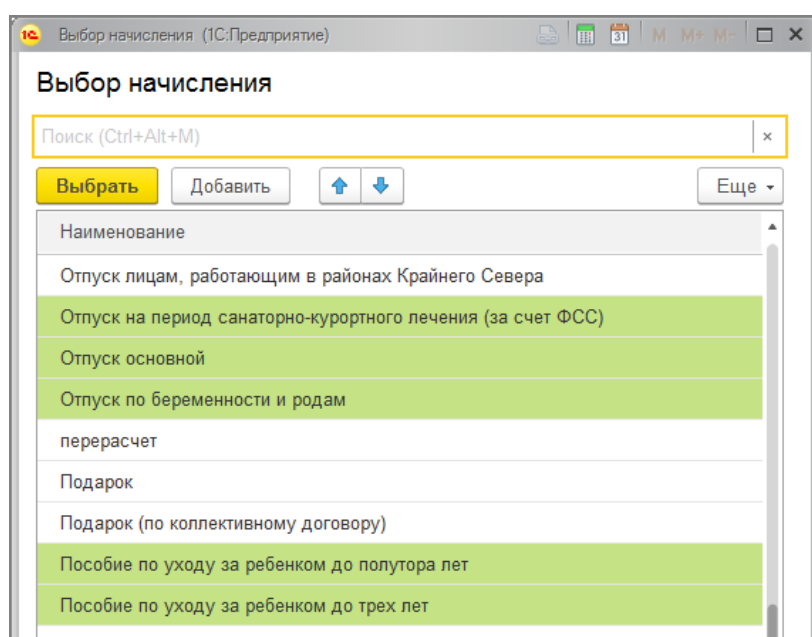 1С Выбор начисления (1С:Предприятие) 31 M M+ M-
Выбор начисления
Поиск (Ctrl+Alt+M)
Выбрать Добавить Еще
Наименование
Отпуск лицам, работающим в районах Крайнего Севера
Отпуск на период санаторно-курортного лечения (за счет ФСС)
Отпуск основной
Отпуск по беременности и родам
перерасчет
Подарок
Подарок (по коллективному договору)
Пособие по уходу за ребенком до полутора лет
Пособие по уходу за ребенком до трех лет